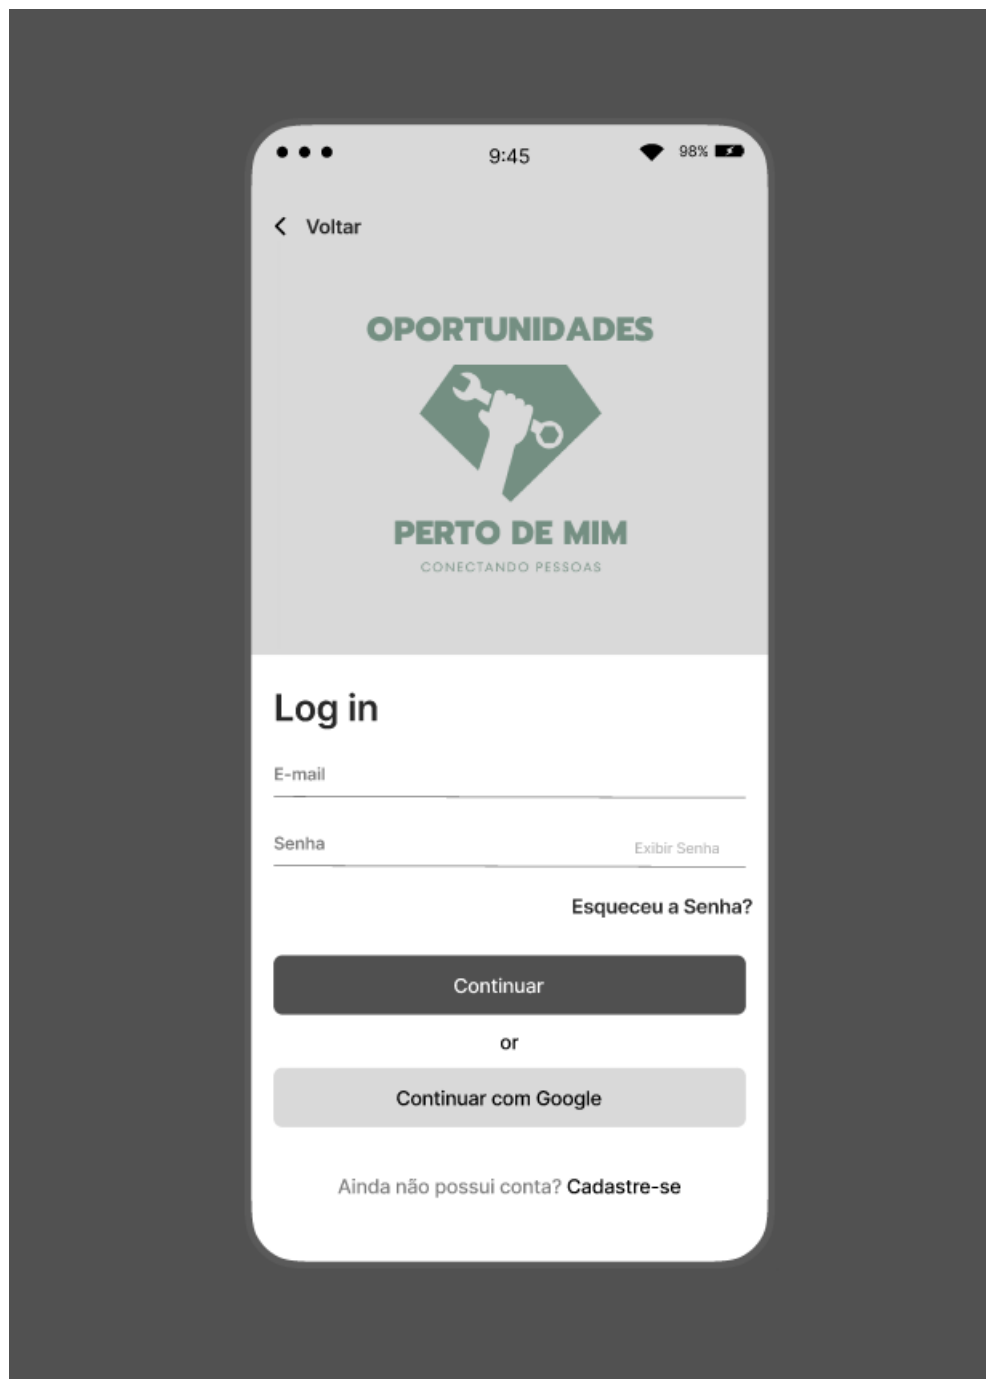 9:45
98%
Voltar
OPORTUNIDADES
PERTO DE MIM
CONECTANDO PESSOAS
Log in
E-mail
Senha
Exibir Senha
Esqueceu a Senha?
Continuar
or
Continuar com Google
Ainda não possui conta? Cadastre-se